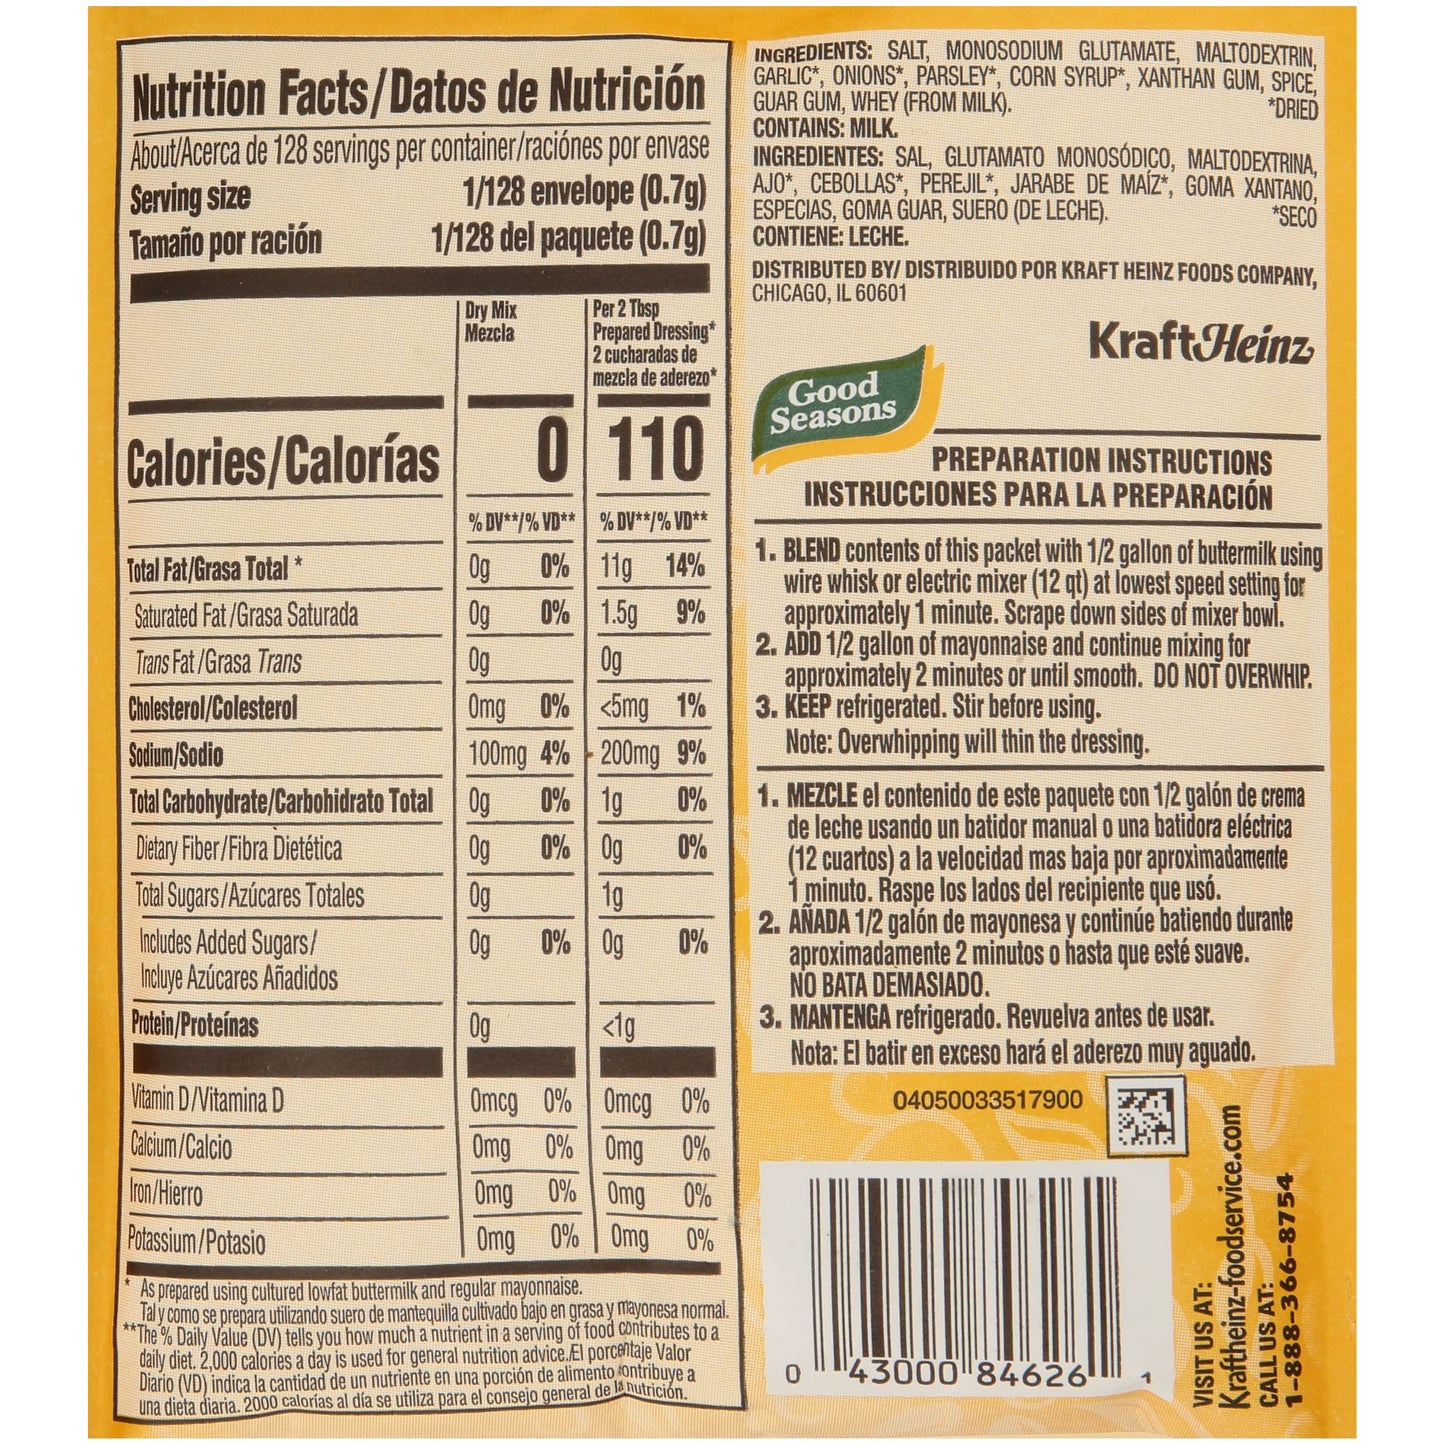 Nutrition Facts/Datos de Nutrición
About/Acerca de 128 servings per container/raciónes por envase
Serving size 1/128 envelope (0.7g)
Tamaño por ración 1/128 del paquete (0.7g)
Dry Mix
Mezcla
Per 2 Tbsp
Prepared Dressing*
2 cucharadas de
mezcla de aderezo*
Calories/Calorías 0 110
% DV**/% VD** % DV**/% VD**
Total Fat/Grasa Total * 0g 0% 11g 14%
Saturated Fat/Grasa Saturada 0g 0% 1.5g 9%
Trans Fat/Grasa Trans 0g 0g
Cholesterol/Colesterol 0mg 0% <5mg 1%
Sodium/Sodio 100mg 4% 200mg 9%
Total Carbohydrate/Carbohidrato Total 0g 0% 1g 0%
Dietary Fiber/Fibra Dietética 0g 0% 0g 0%
Total Sugars/Azúcares Totales 0g 1g
Includes Added Sugars/ 0g 0% 0g 0%
Incluye Azúcares Añadidos
Protein/Proteínas 0g <1g
Vitamin D/Vitamina D 0mcg 0% 0mcg 0%
Calcium/Calcio 0mg 0% 0mg 0%
Iron/Hierro 0mg 0% 0mg 0%
Potassium/Potasio 0mg 0% 0mg 0%
* As prepared using cultured lowfat buttermilk and regular mayonnaise.
Tal y como se prepara utilizando suero de mantequilla cultivado bajo en grasa y mayonesa normal.
**The % Daily Value (DV) tells you how much a nutrient in a serving of food contributes to a
daily diet. 2,000 calories a day is used for general nutrition advice./El porcentaje Valor
Diario (VD) indica la cantidad de un nutriente en una porción de alimento contribuye a
una dieta diaria. 2000 calorías al día se utiliza para el consejo general de la nutrición.
INGREDIENTS: SALT, MONOSODIUM GLUTAMATE, MALTODEXTRIN,
GARLIC*, ONIONS*, PARSLEY*, CORN SYRUP*, XANTHAN GUM, SPICE,
GUAR GUM, WHEY (FROM MILK). *DRIED
CONTAINS: MILK.
INGREDIENTES: SAL, GLUTAMATO MONOSÓDICO, MALTODEXTRINA,
AJO*, CEBOLLAS*, PEREJIL*, JARABE DE MAÍZ*, GOMA XANTANO,
ESPECIAS, GOMA GUAR, SUERO (DE LECHE). *SECO
CONTIENE: LECHE.
DISTRIBUTED BY/ DISTRIBUIDO POR KRAFT HEINZ FOODS COMPANY,
CHICAGO, IL 60601
KraftHeinz
Good
Seasons
PREPARATION INSTRUCTIONS
INSTRUCCIONES PARA LA PREPARACIÓN
1. BLEND contents of this packet with 1/2 gallon of buttermilk using
wire whisk or electric mixer (12 qt) at lowest speed setting for
approximately 1 minute. Scrape down sides of mixer bowl.
2. ADD 1/2 gallon of mayonnaise and continue mixing for
approximately 2 minutes or until smooth. DO NOT OVERWHIP.
3. KEEP refrigerated. Stir before using.
Note: Overwhipping will thin the dressing.
1. MEZCLE el contenido de este paquete con 1/2 galón de crema
de leche usando un batidor manual o una batidora eléctrica
(12 cuartos) a la velocidad mas baja por aproximadamente
1 minuto. Raspe los lados del recipiente que usó.
2. AÑADA 1/2 galón de mayonesa y continúe batiendo durante
aproximadamente 2 minutos o hasta que esté suave.
NO BATA DEMASIADO.
3. MANTENGA refrigerado. Revuelva antes de usar.
Nota: El batir en exceso hará el aderezo muy aguado.
04050033517900
0 43000 84626 1
VISIT US AT:
Kraftheinz-foodservice.com
CALL US AT:
1-888-366-8754